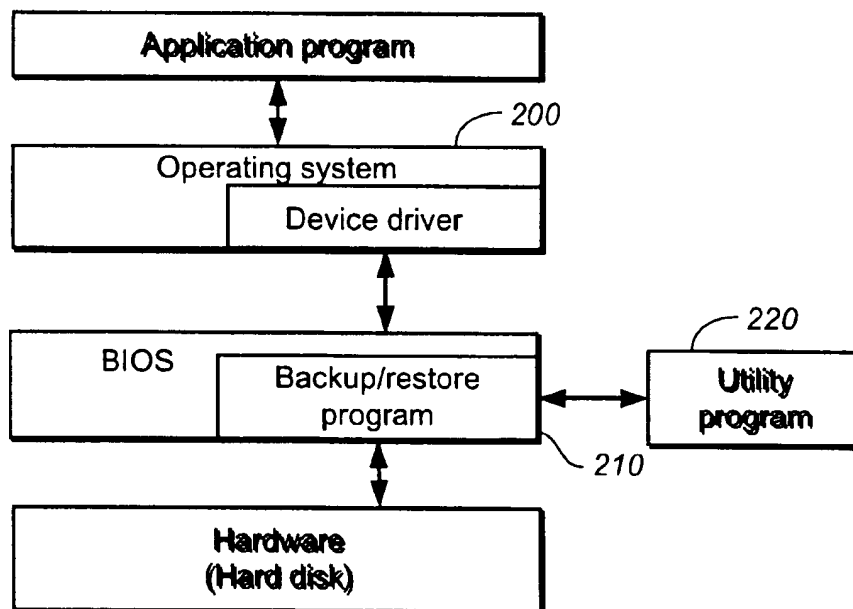 Application program
200
Operating system
Device driver
BIOS
Backup/restore
program
220
Utility
program
210
Hardware
(Hard disk)